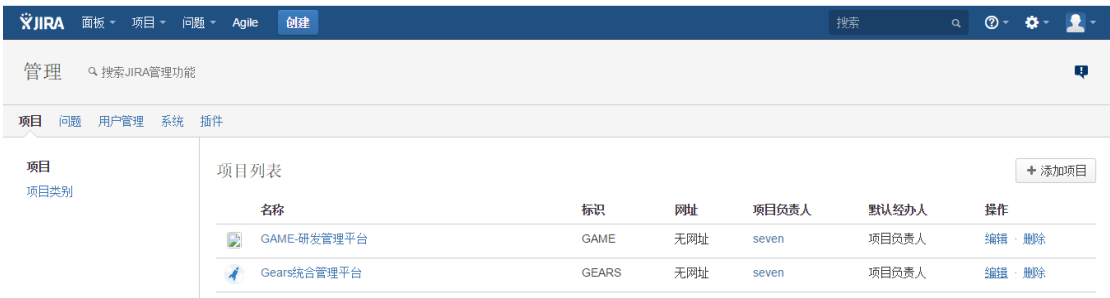 JIRA 面板 项目 问题 Agile 创建 搜索
管理 搜索JIRA管理功能
项目 问题 用户管理 系统 插件
项目
项目类别
项目列表 + 添加项目
名称 标识 网址 项目负责人 默认经办人 操作
GAME-研发管理平台 GAME 无网址 seven 项目负责人 编辑 · 删除
Gears统合管理平台 GEARS 无网址 seven 项目负责人 编辑 · 删除